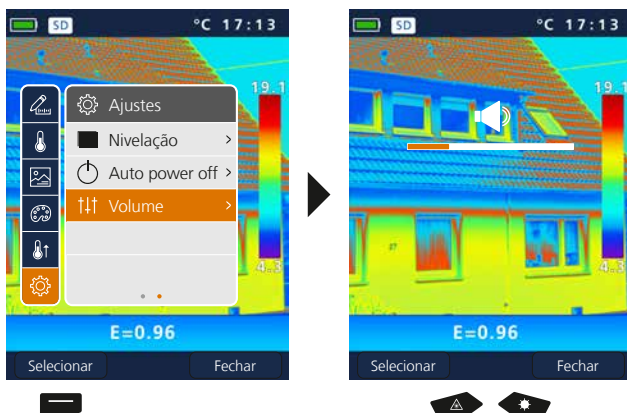 SD °C 17:13
19.1
Ajustes
Nivelação
Auto power off
Volume
4.3
E=0.96
Selecionar Fechar
SD °C 17:13
19.1
27
4.3
E=0.96
Selecionar Fechar